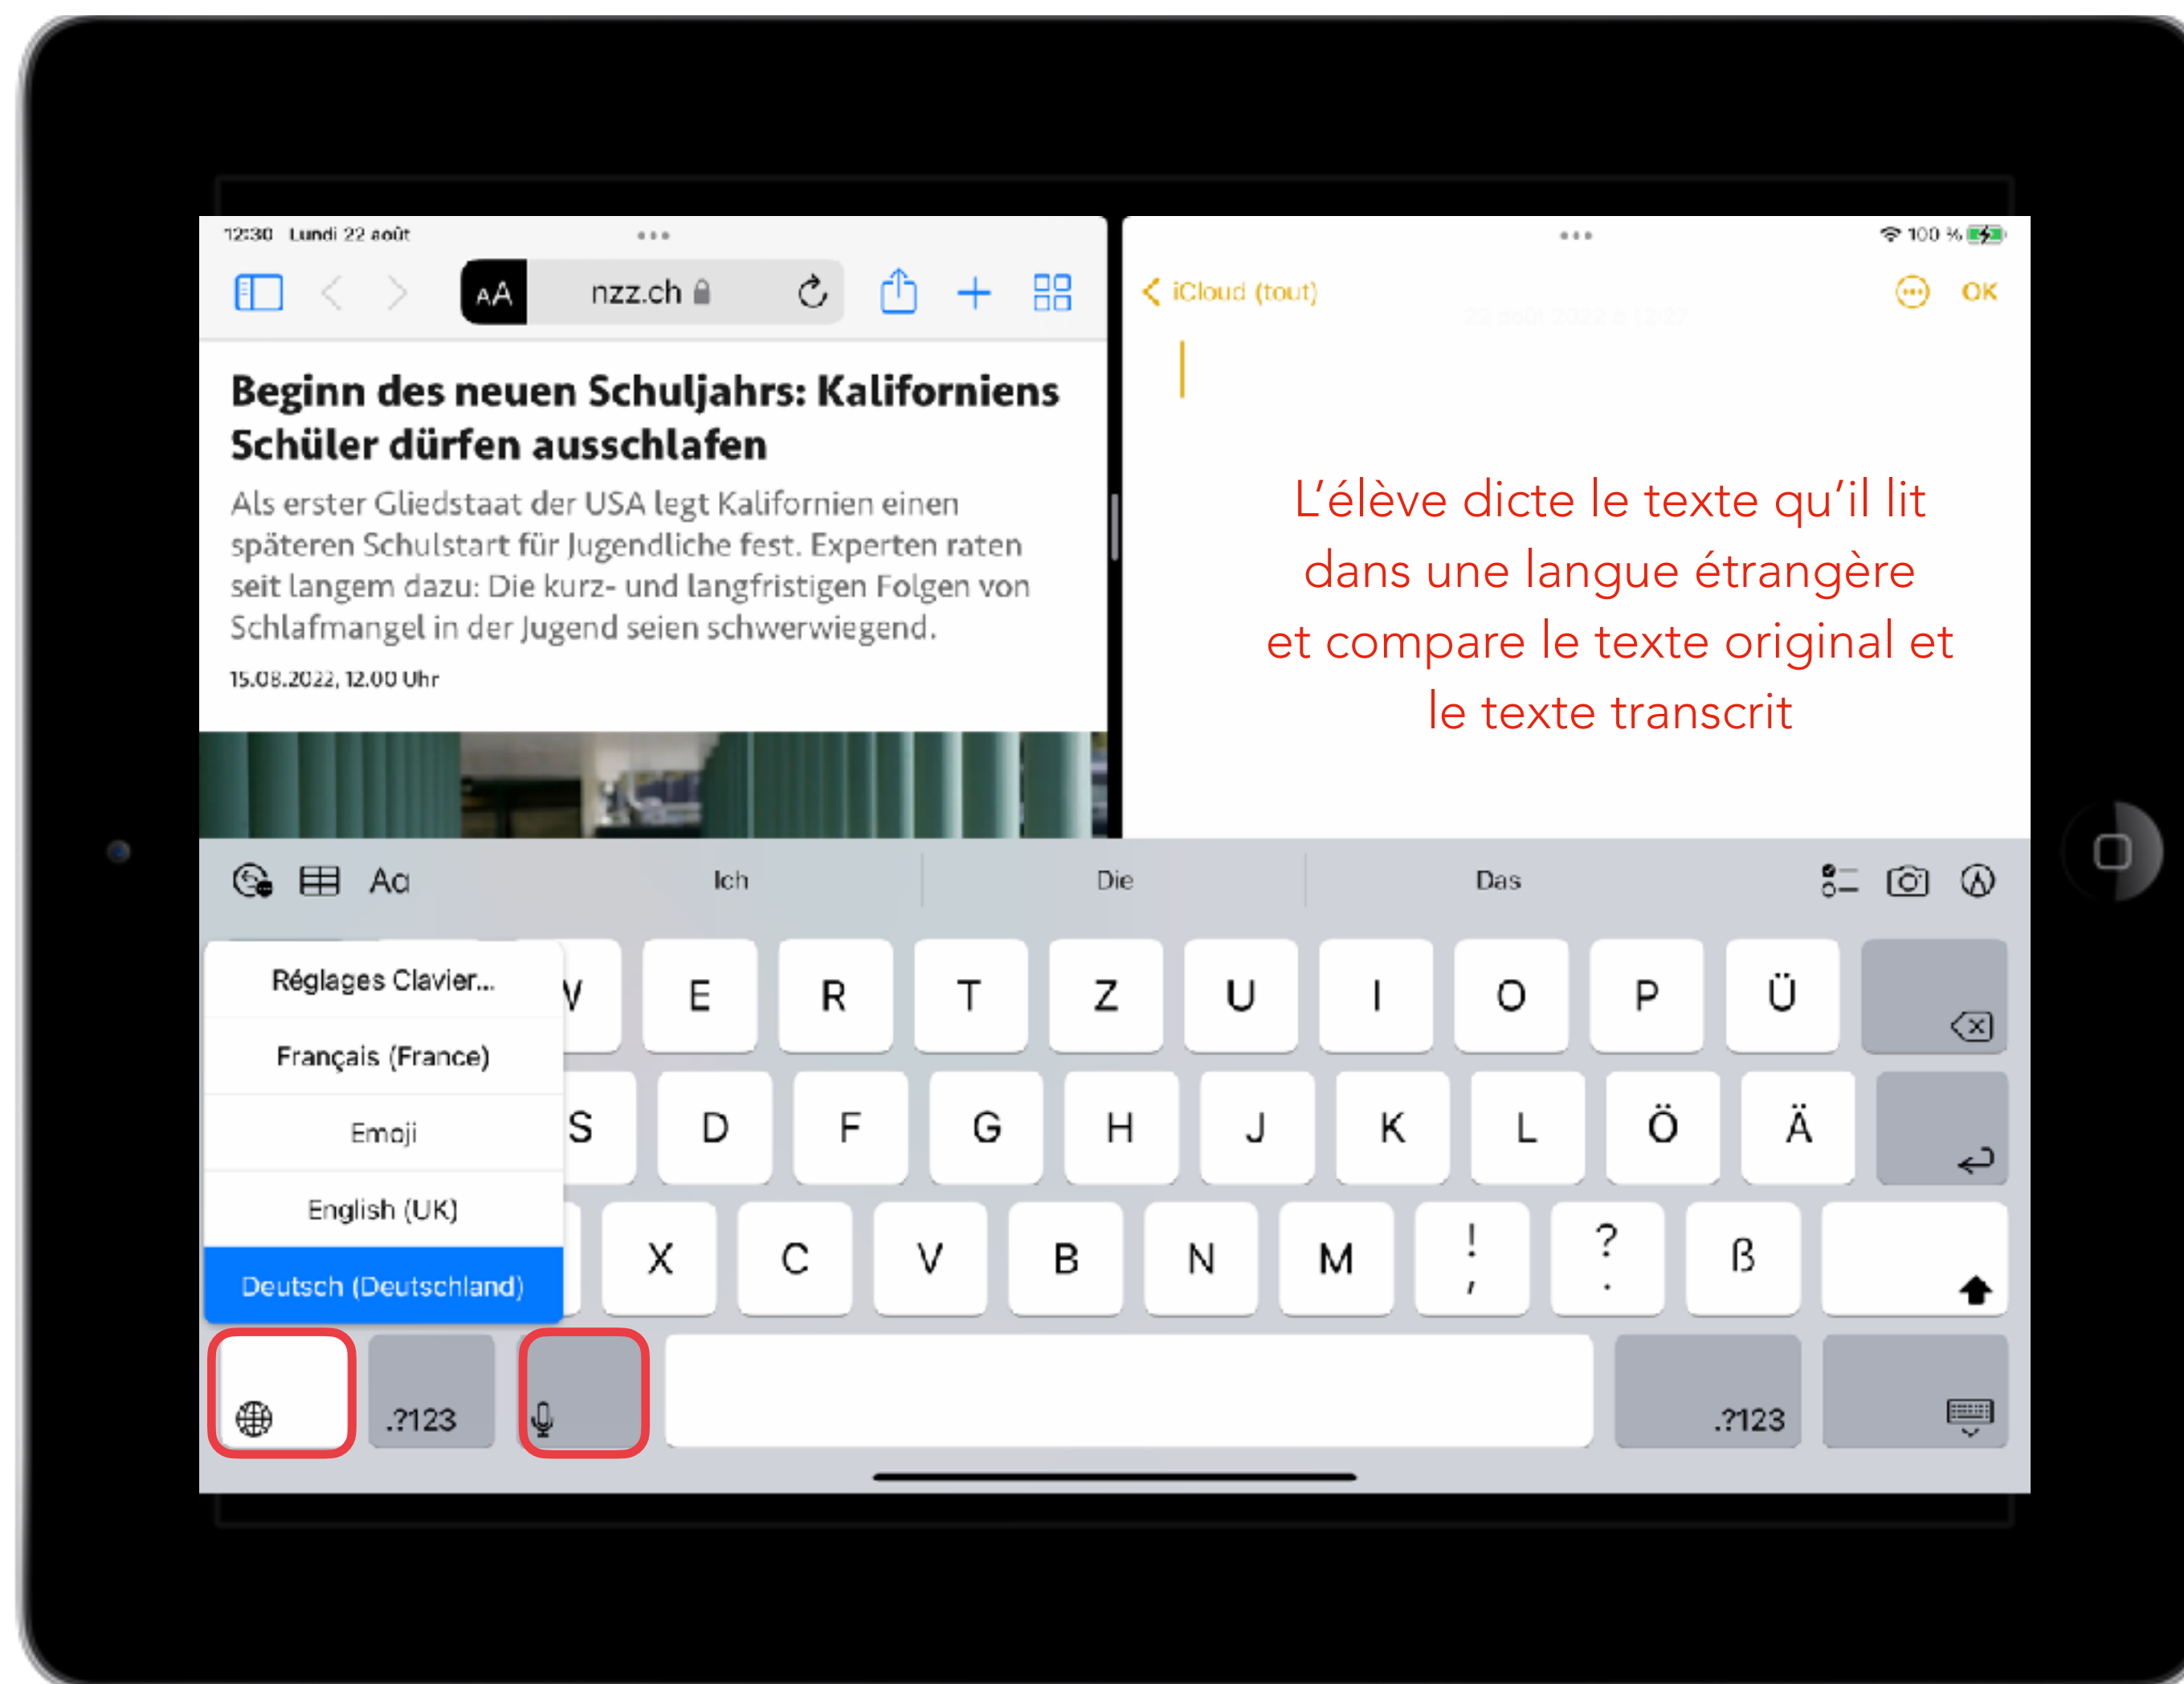 12:30 Lundi 22 août
AA nzz.ch
Beginn des neuen Schuljahrs: Kaliforniens
Schüler dürfen ausschlafen
Als erster Gliedstaat der USA legt Kalifornien einen
späteren Schulstart für Jugendliche fest. Experten raten
seit langem dazu: Die kurz- und langfristigen Folgen von
Schlafmangel in der Jugend seien schwerwiegend.
15.08.2022, 12.00 Uhr
100 %
iCloud (tout)
OK
L'élève dicte le texte qu'il lit
dans une langue étrangère
et compare le texte original et
le texte transcrit
Aa Ich Die Das
Réglages Clavier...
Français (France)
Emoji
English (UK)
Deutsch (Deutschland)
E R T Z U I O P Ü
S D F G H J K L Ö Ä
X C V B N M ! , ? . ß
.?123 .?123